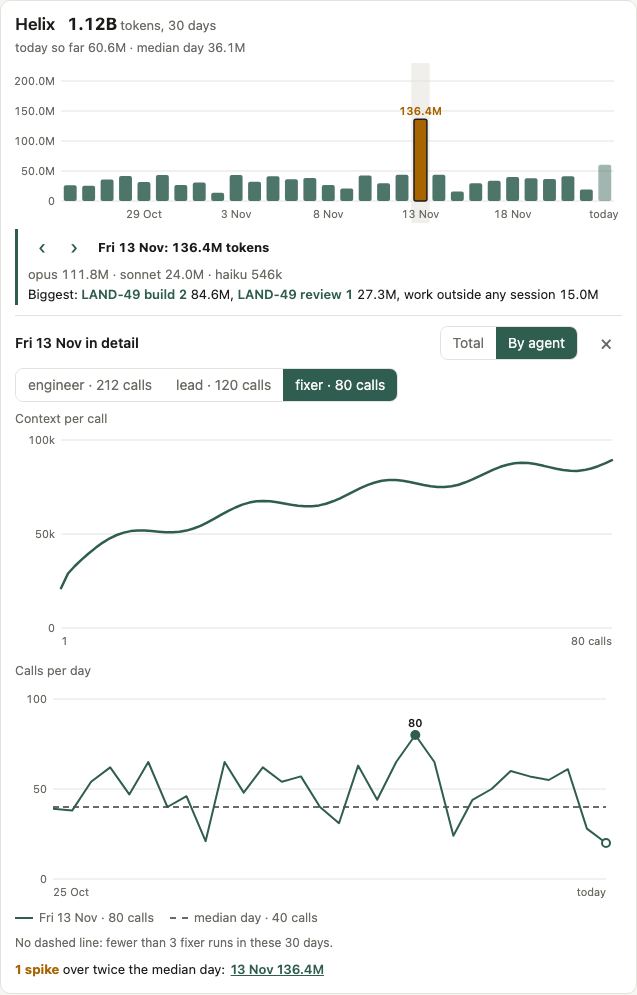 Helix 1.12B tokens, 30 days
today so far 60.6M · median day 36.1M
200.0M
150.0M
136.4M
100.0M
50.0M
0
29 Oct 3 Nov 8 Nov 13 Nov 18 Nov today
‹ › Fri 13 Nov: 136.4M tokens
opus 111.8M · sonnet 24.0M · haiku 546k
Biggest: LAND-49 build 2 84.6M, LAND-49 review 1 27.3M, work outside any session 15.0M
Fri 13 Nov in detail Total By agent ×
engineer · 212 calls lead · 120 calls fixer · 80 calls
Context per call
100k
50k
0
1 80 calls
Calls per day
100
80
50
0
25 Oct today
Fri 13 Nov · 80 calls median day · 40 calls
No dashed line: fewer than 3 fixer runs in these 30 days.
1 spike over twice the median day: 13 Nov 136.4M